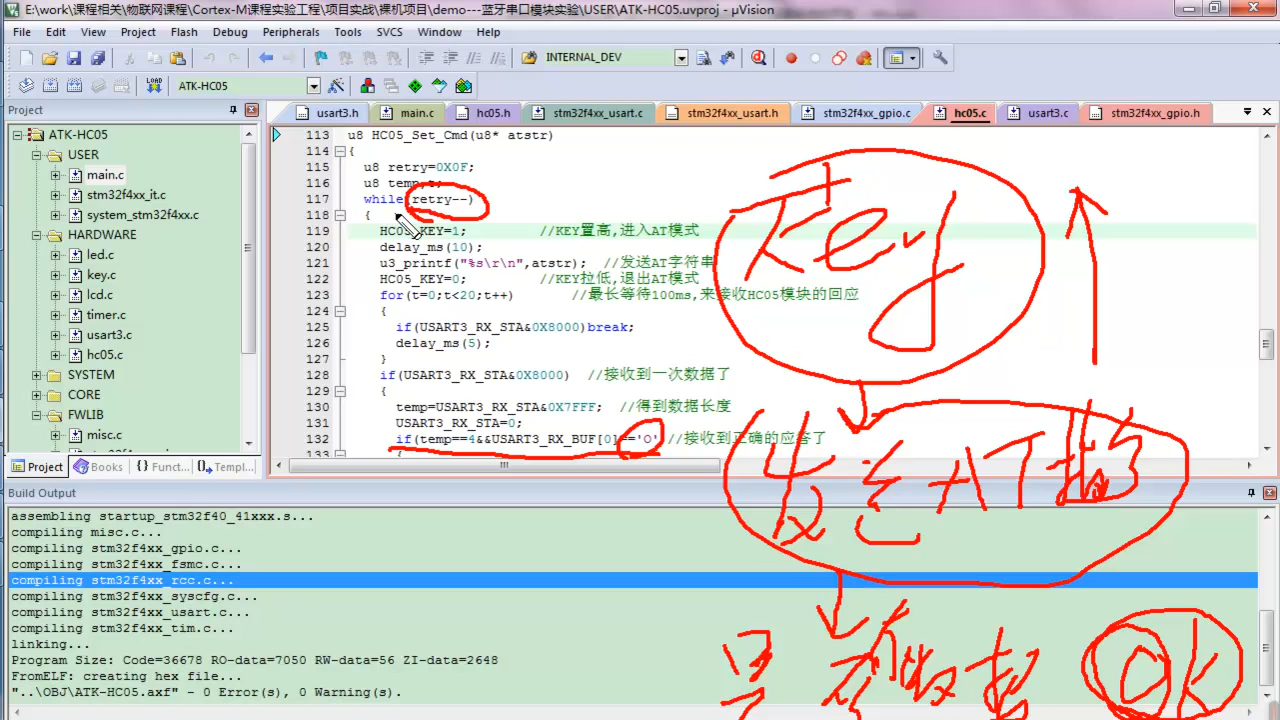 E:\work\课程相关\物联网课程\Cortex-M课程实验工程\项目实战\裸机项目\demo---蓝牙串口模块实验\USER\ATK-HC05.uvproj - µVision
File Edit View Project Flash Debug Peripherals Tools SVCS Window Help
INTERNAL_DEV
LOAD ATK-HC05
Project
usart3.h main.c hc05.h stm32f4xx_usart.c stm32f4xx_usart.h stm32f4xx_gpio.c hc05.c usart3.c stm32f4xx_gpio.h
ATK-HC05
USER
main.c
stm32f4xx_it.c
system_stm32f4xx.c
HARDWARE
led.c
key.c
lcd.c
timer.c
usart3.c
hc05.c
SYSTEM
CORE
FWLIB
misc.c
Project Books Funct... Templ...
113 u8 HC05_Set_Cmd(u8* atstr)
114 {
115 u8 retry=0X0F;
116 u8 temp,t;
117 while(retry--)
118 {
119 HC05_KEY=1; //KEY置高,进入AT模式
120 delay_ms(10);
121 u3_printf("%s\r\n",atstr); //发送AT字符串
122 HC05_KEY=0; //KEY拉低,退出AT模式
123 for(t=0;t<20;t++) //最长等待100ms,来接收HC05模块的回应
124 {
125 if(USART3_RX_STA&0X8000)break;
126 delay_ms(5);
127 }
128 if(USART3_RX_STA&0X8000) //接收到一次数据了
129 {
130 temp=USART3_RX_STA&0X7FFF; //得到数据长度
131 USART3_RX_STA=0;
132 if(temp==4&&USART3_RX_BUF[0]=='O') //接收到正确的应答了
133 {
key
发送AT指令
是否收到 OK
Build Output
assembling startup_stm32f40_41xxx.s...
compiling misc.c...
compiling stm32f4xx_gpio.c...
compiling stm32f4xx_fsmc.c...
compiling stm32f4xx_rcc.c...
compiling stm32f4xx_syscfg.c...
compiling stm32f4xx_usart.c...
compiling stm32f4xx_tim.c...
linking...
Program Size: Code=36678 RO-data=7050 RW-data=56 ZI-data=2648
FromELF: creating hex file...
"..\OBJ\ATK-HC05.axf" - 0 Error(s), 0 Warning(s).